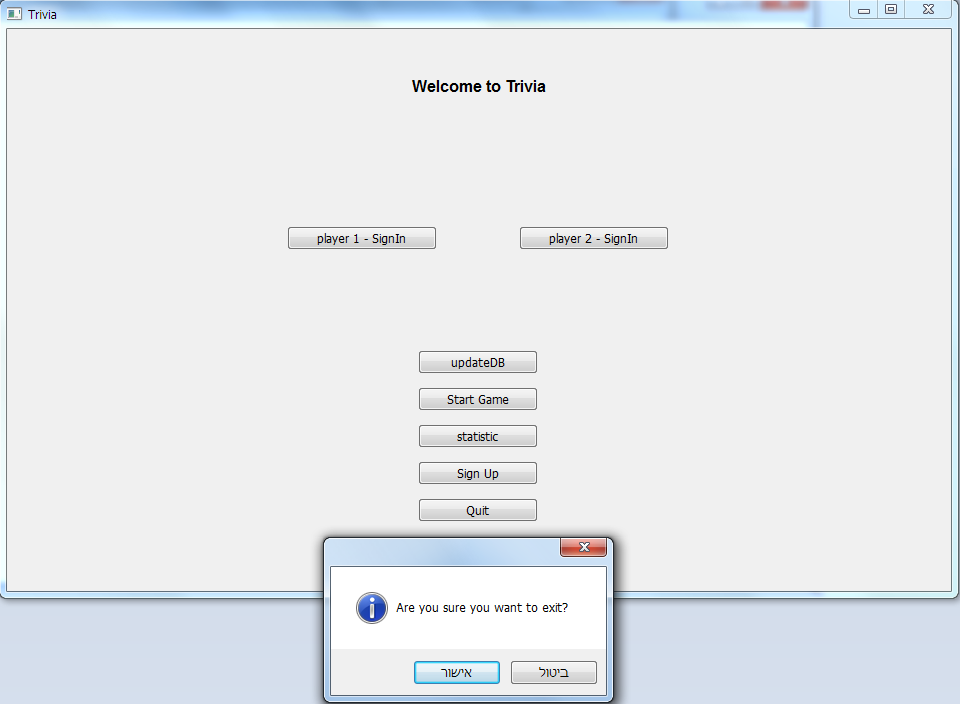 Trivia
Welcome to Trivia
player 1 - SignIn
player 2 - SignIn
updateDB
Start Game
statistic
Sign Up
Quit
Are you sure you want to exit?
אישור
ביטול